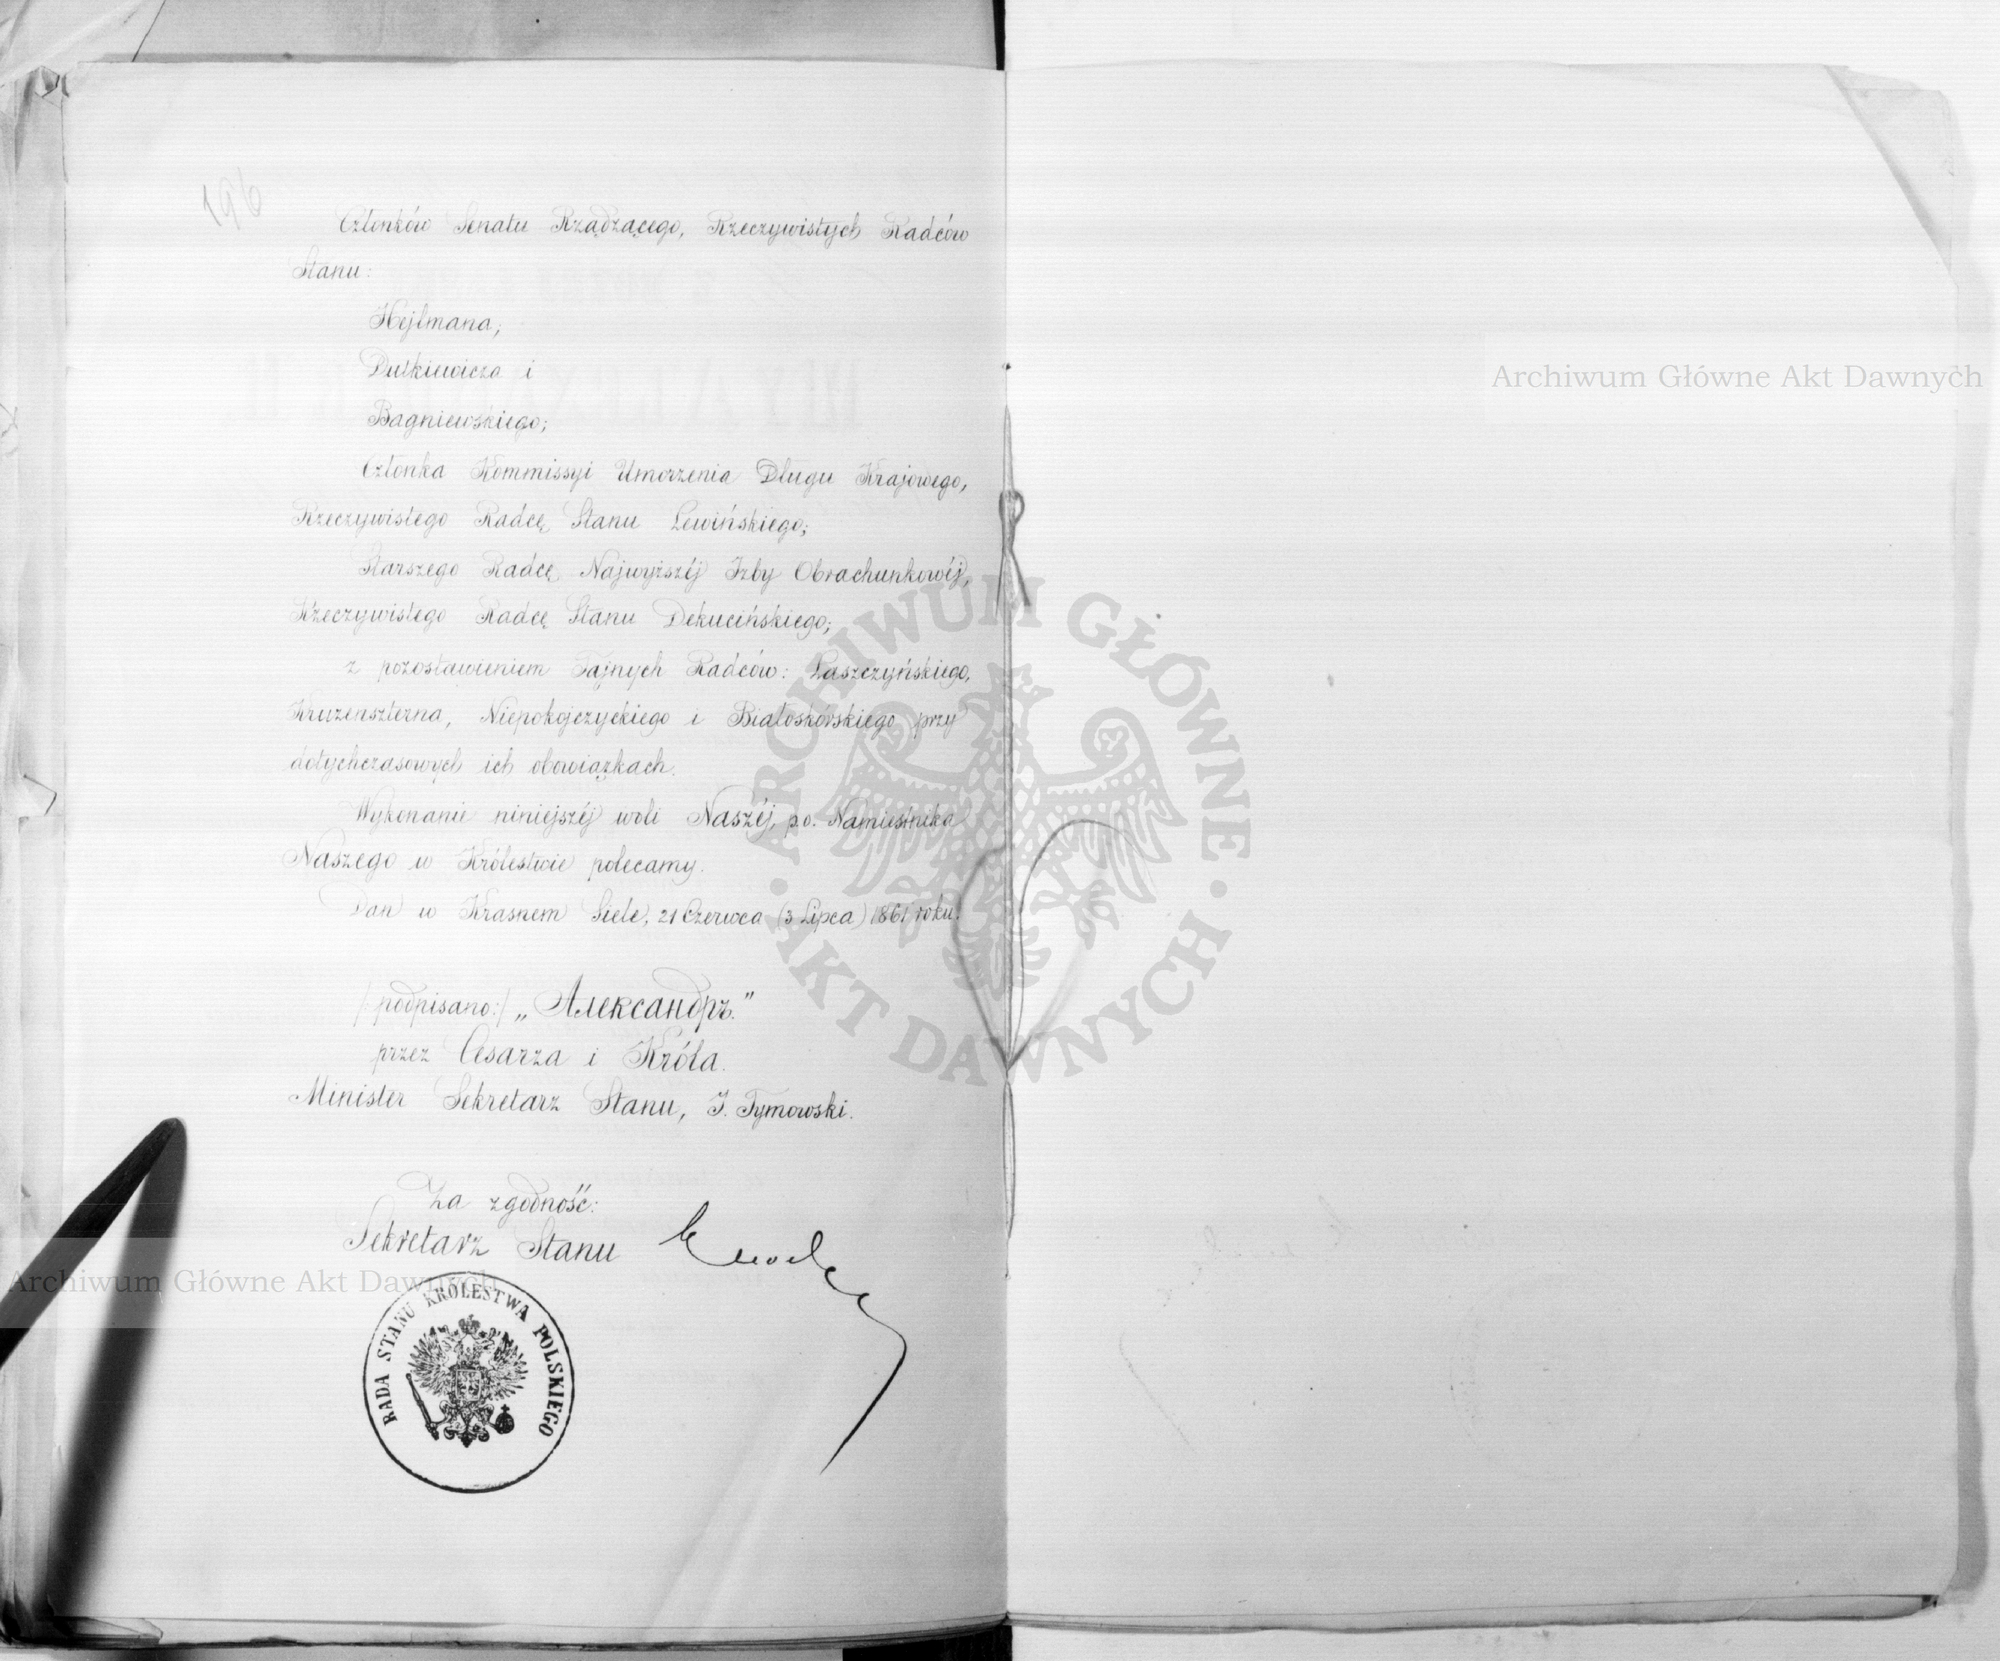 196
Członków Senatu Rządzącego, Rzeczywistych Radców
Stanu:
Hejlmana,
Dutkiewicza i
Bagniewskiego;
Członka Kommissyi Umorzenia Długu Krajowego,
Rzeczywistego Radcę Stanu Lewińskiego;
Starszego Radcę Najwyższéj Izby Obrachunkowéj,
Rzeczywistego Radcę Stanu Dekucińskiego;
z pozostawieniem Tajnych Radców: Łaszczyńskiego,
Kruzenszterna, Niepokojczyckiego i Białoskórskiego przy
dotychczasowych ich obowiązkach.
Wykonanie niniejszéj woli Naszéj, p.o. Namiestnika
Naszego w Królestwie polecamy.
Dan w Krasnem Siele, 21 Czerwca (3 Lipca) 1861 roku.
/podpisano:/ „Александръ."
przez Cesarza i Króla.
Minister Sekretarz Stanu, J. Tymowski.
Za zgodność:
Sekretarz Stanu
RADA STANU KRÓLESTWA POLSKIEGO
Archiwum Główne Akt Dawnych
Archiwum Główne Akt Dawnych
ARCHIWUM GŁÓWNE · AKT DAWNYCH ·